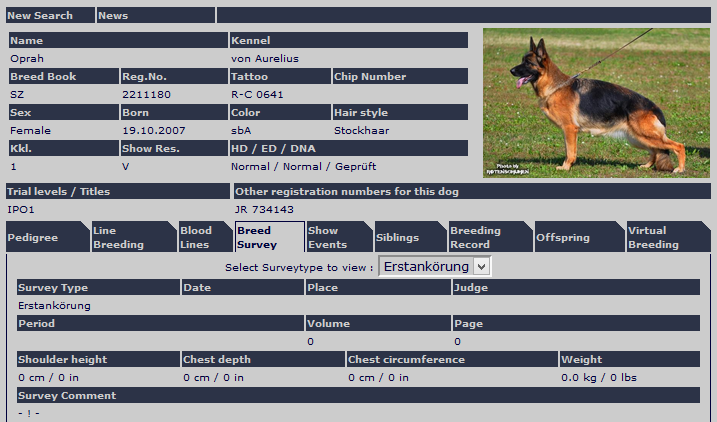 New Search News
Name Kennel
Oprah von Aurelius
Breed Book Reg.No. Tattoo Chip Number
SZ 2211180 R-C 0641
Sex Born Color Hair style
Female 19.10.2007 sbA Stockhaar
Kkl. Show Res. HD / ED / DNA
1 V Normal / Normal / Geprüft
Photo by
Trial levels / Titles Other registration numbers for this dog
IPO1 JR 734143
Pedigree Line Breeding Blood Lines Breed Survey Show Events Siblings Breeding Record Offspring Virtual Breeding
Select Surveytype to view : Erstankörung
Survey Type Date Place Judge
Erstankörung
Period Volume Page
0 0
Shoulder height Chest depth Chest circumference Weight
0 cm / 0 in 0 cm / 0 in 0 cm / 0 in 0.0 kg / 0 lbs
Survey Comment
- ! -